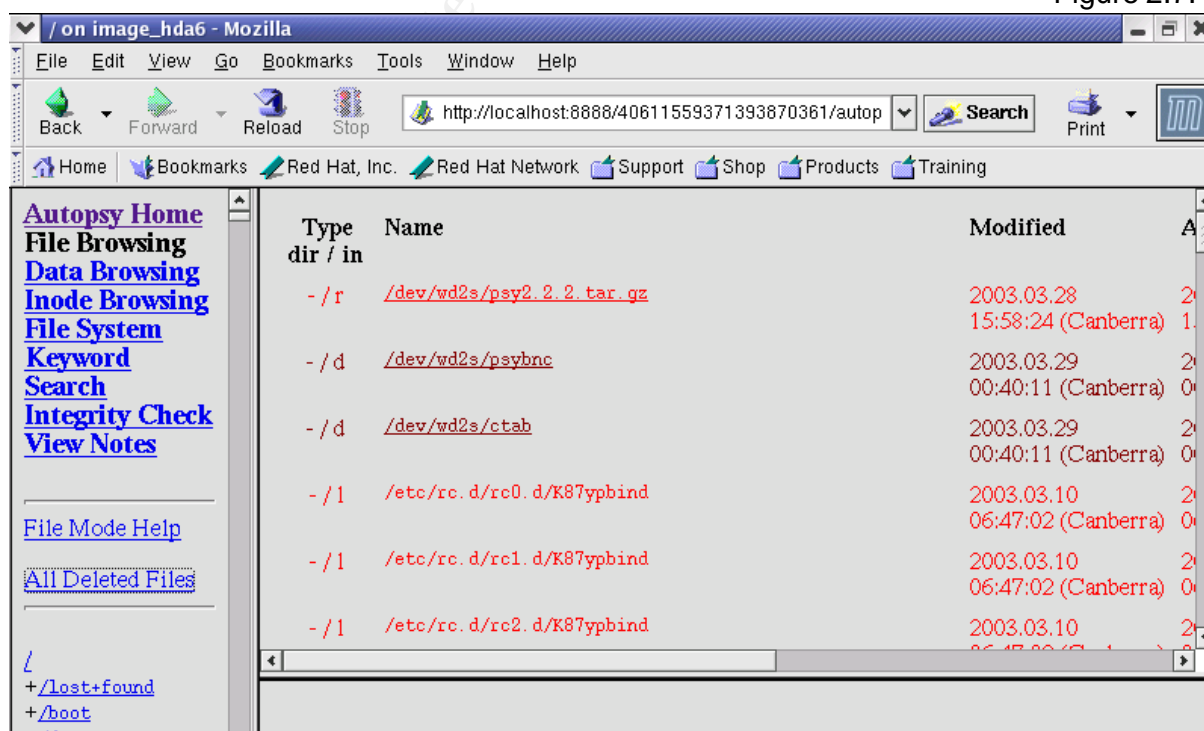 / on image_hda6 - Mozilla
File Edit View Go Bookmarks Tools Window Help
Back Forward Reload Stop http://localhost:8888/406115593713938703 61/autop Search Print
Home Bookmarks Red Hat, Inc. Red Hat Network Support Shop Products Training
Autopsy Home
File Browsing
Data Browsing
Inode Browsing
File System
Keyword
Search
Integrity Check
View Notes
File Mode Help
All Deleted Files
/
+/lost+found
+/boot
Type Name Modified A
dir / in
- / r /dev/wd2s/psy2.2.2.tar.gz 2003.03.28
15:58:24 (Canberra)
- / d /dev/wd2s/psybnc 2003.03.29
00:40:11 (Canberra)
- / d /dev/wd2s/ctab 2003.03.29
00:40:11 (Canberra)
- / l /etc/rc.d/rc0.d/K87ypbind 2003.03.10
06:47:02 (Canberra)
- / l /etc/rc.d/rc1.d/K87ypbind 2003.03.10
06:47:02 (Canberra)
- / l /etc/rc.d/rc2.d/K87ypbind 2003.03.10